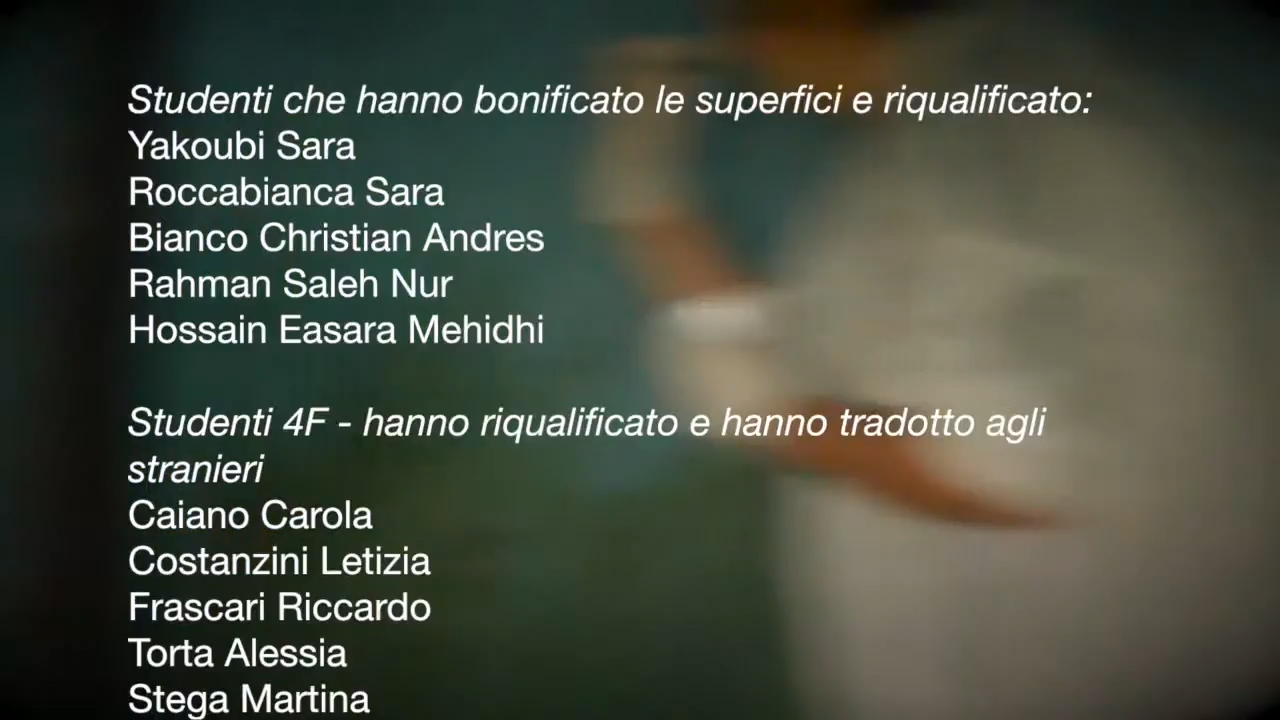 Studenti che hanno bonificato le superfici e riqualificato:
Yakoubi Sara
Roccabianca Sara
Bianco Christian Andres
Rahman Saleh Nur
Hossain Easara Mehidhi
Studenti 4F - hanno riqualificato e hanno tradotto agli
stranieri
Caiano Carola
Costanzini Letizia
Frascari Riccardo
Torta Alessia
Stega Martina